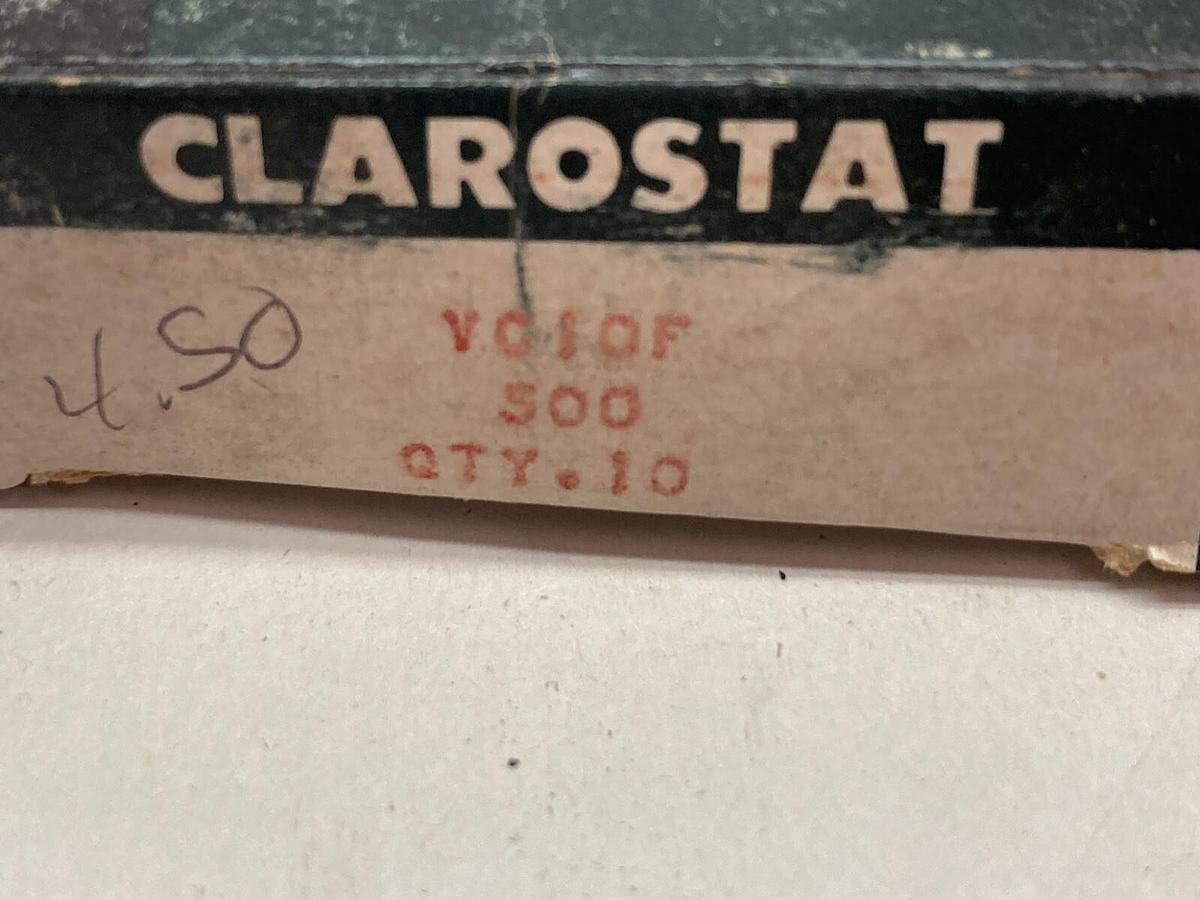 CLAROSTAT
4.50
VC10F
500
QTY.10